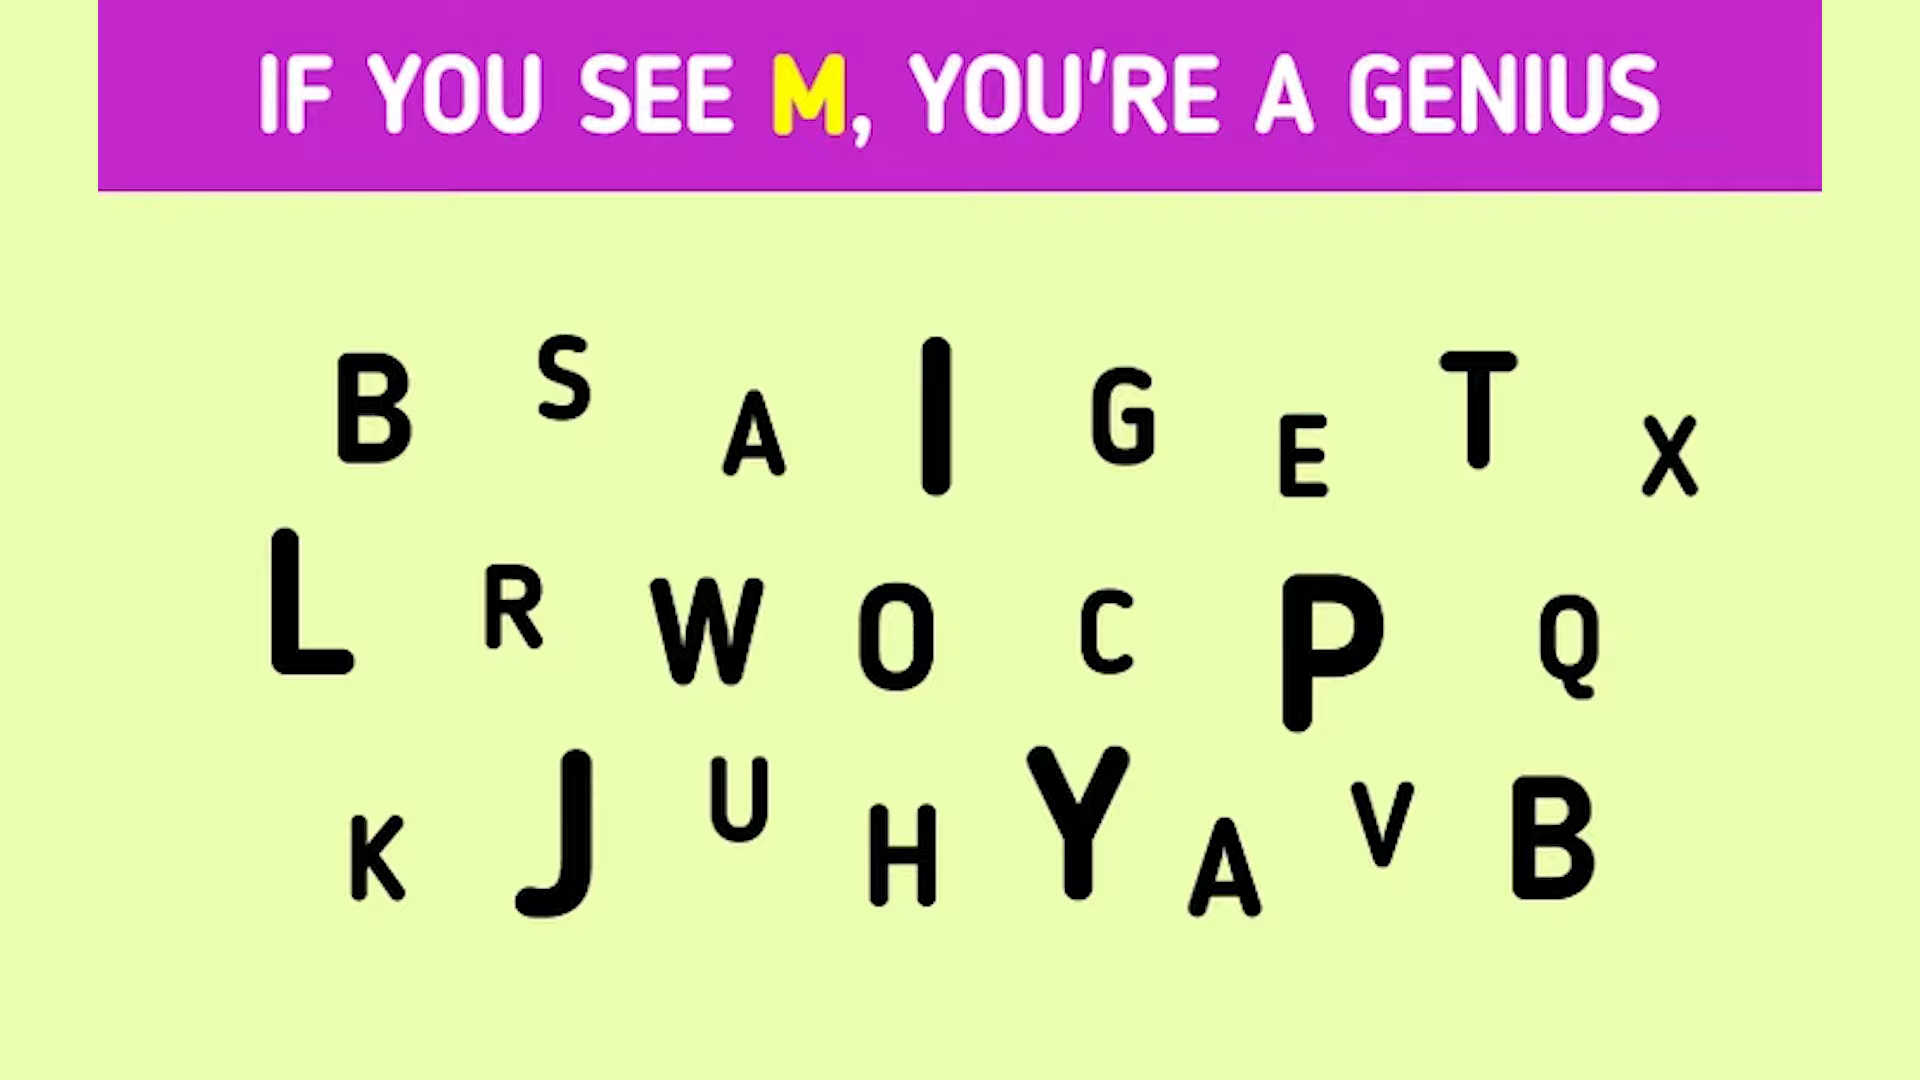 IF YOU SEE M, YOU'RE A GENIUS
B S A I G E T X
L R W O C P Q
K J U H Y A V B